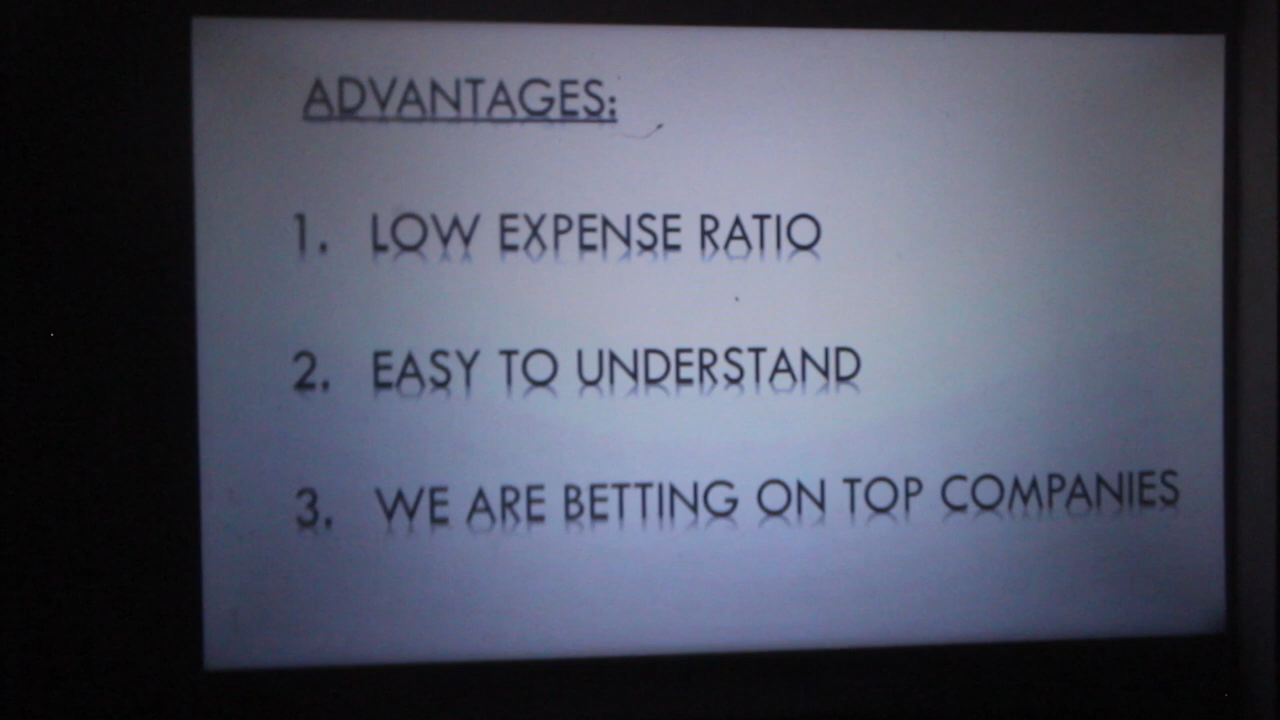 ADVANTAGES:
1. LOW EXPENSE RATIO
2. EASY TO UNDERSTAND
3. WE ARE BETTING ON TOP COMPANIES